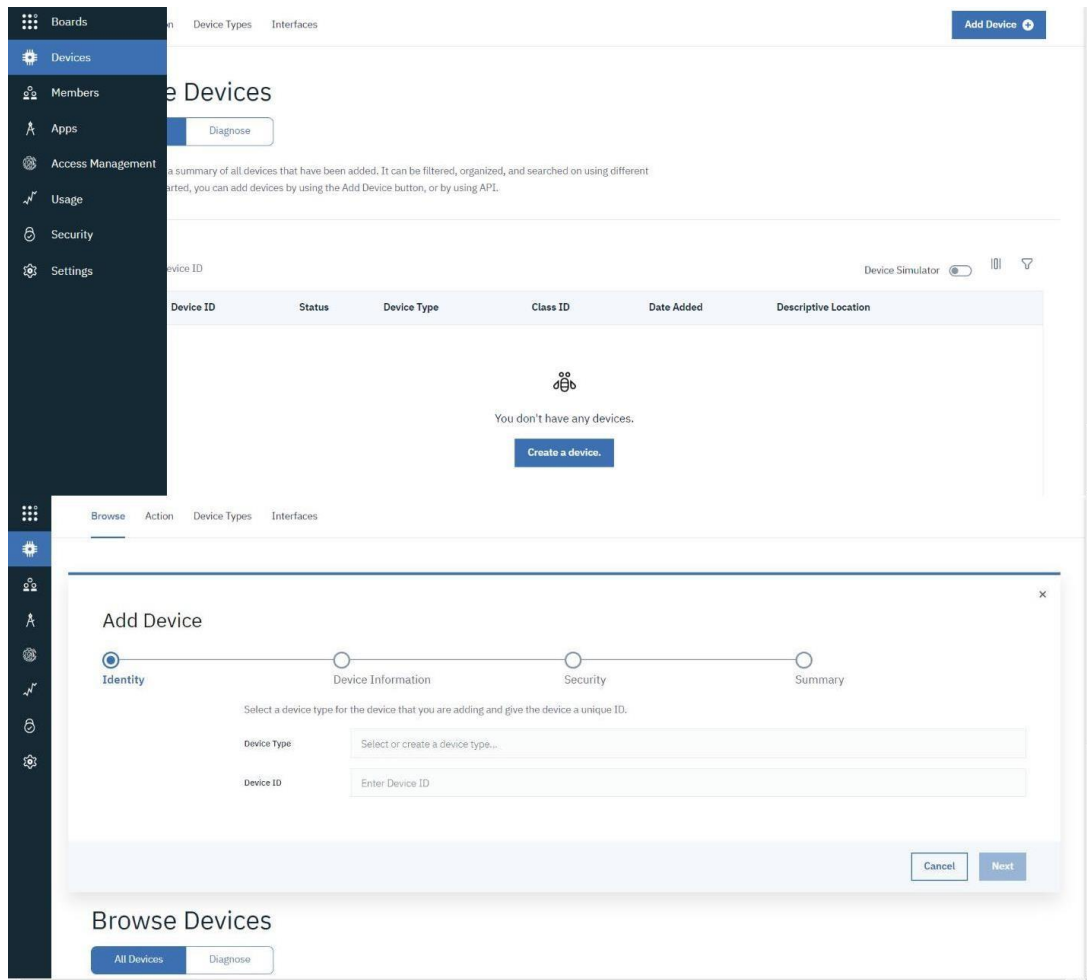 Boards
n Device Types Interfaces
Add Device
Devices
Members
e Devices
Apps
Diagnose
Access Management
a summary of all devices that have been added. It can be filtered, organized, and searched on using different
arted, you can add devices by using the Add Device button, or by using API.
Usage
Security
Settings
evice ID
Device Simulator
Device ID Status Device Type Class ID Date Added Descriptive Location
You don't have any devices.
Create a device.
Browse Action Device Types Interfaces
Add Device
Identity Device Information Security Summary
Select a device type for the device that you are adding and give the device a unique ID.
Device Type Select or create a device type...
Device ID Enter Device ID
Cancel Next
Browse Devices
All Devices Diagnose